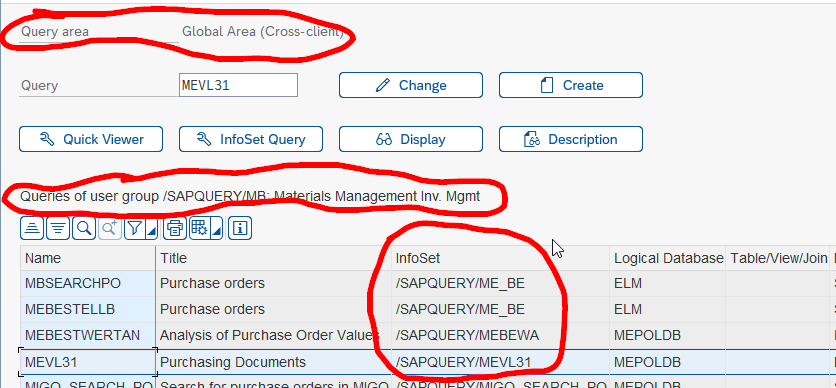 Query area Global Area (Cross-client)
Query MEVL31 Change Create
Quick Viewer InfoSet Query Display Description
Queries of user group /SAPQUERY/MB: Materials Management Inv. Mgmt
Name Title InfoSet Logical Database Table/View/Join
MBSEARCHPO Purchase orders /SAPQUERY/ME_BE ELM
MEBESTELLB Purchase orders /SAPQUERY/ME_BE ELM
MEBESTWERTAN Analysis of Purchase Order Values /SAPQUERY/MEBEWA MEPOLDB
MEVL31 Purchasing Documents /SAPQUERY/MEVL31 MEPOLDB
MIGO_SEARCH_PO Search for purchase orders in MIGO /SAPQUERY/MIGO_SEARCH_PO MEPOLDB